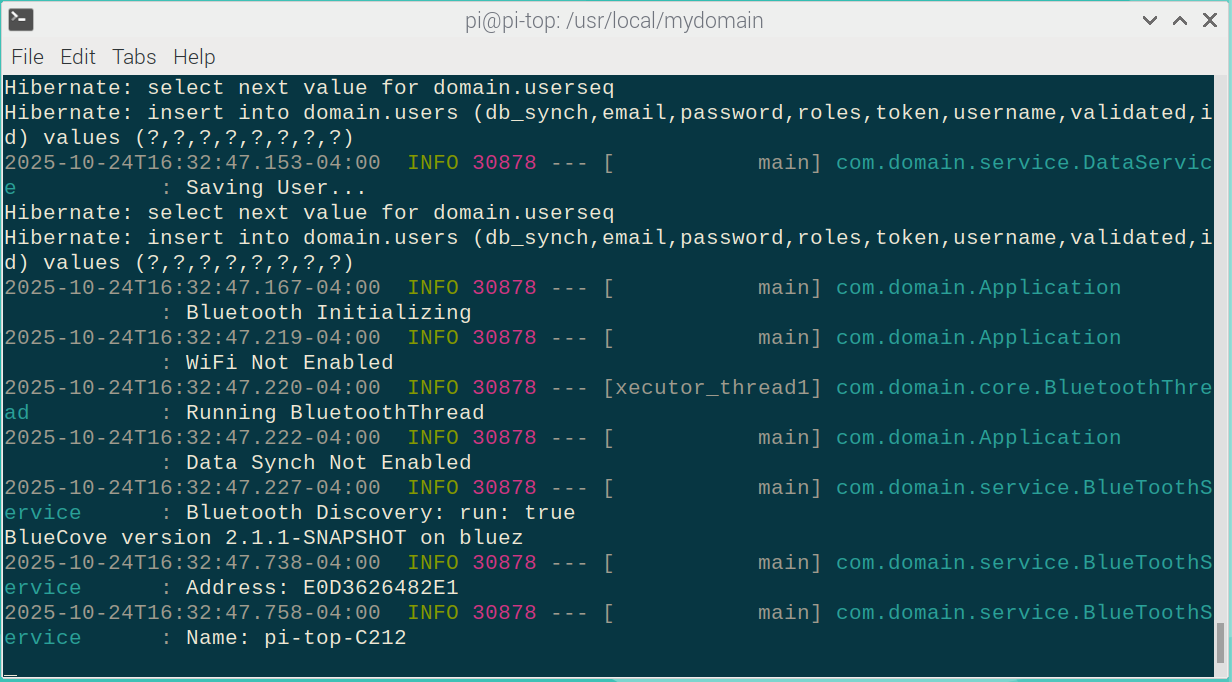 pi@pi-top: /usr/local/mydomain
File Edit Tabs Help
Hibernate: select next value for domain.userseq
Hibernate: insert into domain.users (db_synch,email,password,roles,token,username,validated,i
d) values (?,?,?,?,?,?,?,?)
2025-10-24T16:32:47.153-04:00  INFO 30878 --- [           main] com.domain.service.DataServic
e           : Saving User...
Hibernate: select next value for domain.userseq
Hibernate: insert into domain.users (db_synch,email,password,roles,token,username,validated,i
d) values (?,?,?,?,?,?,?,?)
2025-10-24T16:32:47.167-04:00  INFO 30878 --- [           main] com.domain.Application
            : Bluetooth Initializing
2025-10-24T16:32:47.219-04:00  INFO 30878 --- [           main] com.domain.Application
            : WiFi Not Enabled
2025-10-24T16:32:47.220-04:00  INFO 30878 --- [xecutor_thread1] com.domain.core.BluetoothThre
ad          : Running BluetoothThread
2025-10-24T16:32:47.222-04:00  INFO 30878 --- [           main] com.domain.Application
            : Data Synch Not Enabled
2025-10-24T16:32:47.227-04:00  INFO 30878 --- [           main] com.domain.service.BlueToothS
ervice      : Bluetooth Discovery: run: true
BlueCove version 2.1.1-SNAPSHOT on bluez
2025-10-24T16:32:47.738-04:00  INFO 30878 --- [           main] com.domain.service.BlueToothS
ervice      : Address: E0D3626482E1
2025-10-24T16:32:47.758-04:00  INFO 30878 --- [           main] com.domain.service.BlueToothS
ervice      : Name: pi-top-C212